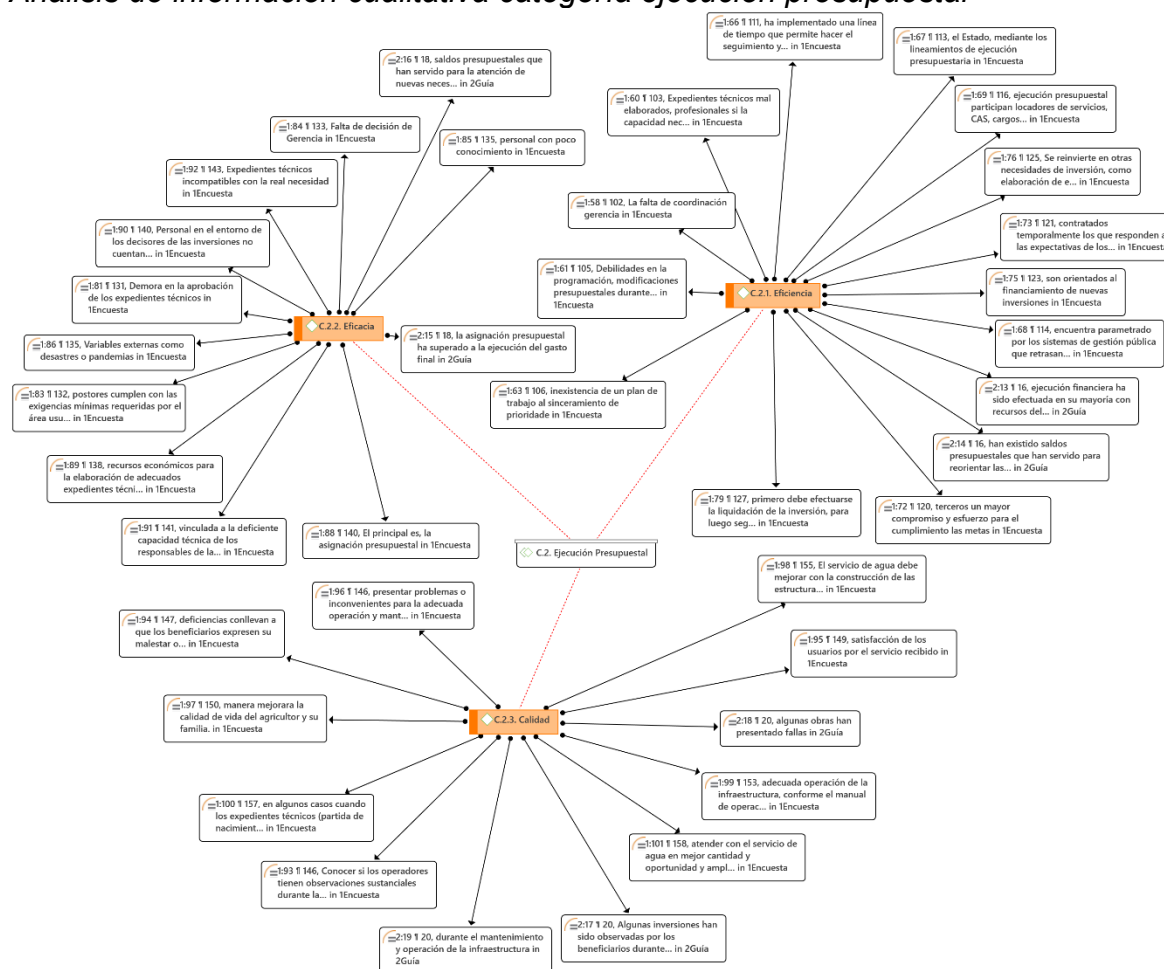 Análisis de información cualitativa categoría ejecución presupuestal
2:16 ¶ 18, saldos presupuestales que
han servido para la atención de
nuevas neces... in 2Guía
1:84 ¶ 133, Falta de decisión de
Gerencia in 1Encuesta
1:85 ¶ 135, personal con poco
conocimiento in 1Encuesta
1:92 ¶ 143, Expedientes técnicos
incompatibles con la real necesidad
in 1Encuesta
1:90 ¶ 140, Personal en el entorno de
los decisores de las inversiones no
cuentan... in 1Encuesta
1:81 ¶ 131, Demora en la aprobación
de los expedientes técnicos in
1Encuesta
C.2.2. Eficacia
1:86 ¶ 135, Variables externas como
desastres o pandemias in 1Encuesta
2:15 ¶ 18, la asignación presupuestal
ha superado a la ejecución del gasto
final in 2Guía
1:83 ¶ 132, postores cumplen con las
exigencias mínimas requeridas por el
área usu... in 1Encuesta
1:89 ¶ 138, recursos económicos para
la elaboración de adecuados
expedientes técni... in 1Encuesta
1:91 ¶ 141, vinculada a la deficiente
capacidad técnica de los
responsables de la... in 1Encuesta
1:88 ¶ 140, El principal es, la
asignación presupuestal in 1Encuesta
1:66 ¶ 111, ha implementado una línea
de tiempo que permite hacer el
seguimiento y... in 1Encuesta
1:67 ¶ 113, el Estado, mediante los
lineamientos de ejecución
presupuestaria in 1Encuesta
1:60 ¶ 103, Expedientes técnicos mal
elaborados, profesionales si la
capacidad nec... in 1Encuesta
1:69 ¶ 116, ejecución presupuestal
participan locadores de servicios,
CAS, cargos... in 1Encuesta
1:76 ¶ 125, Se reinvierte en otras
necesidades de inversión, como
elaboración de e... in 1Encuesta
1:58 ¶ 102, La falta de coordinación
gerencia in 1Encuesta
1:73 ¶ 121, contratados
temporalmente los que responden a
las expectativas de los... in 1Encuesta
1:61 ¶ 105, Debilidades en la
programación, modificaciones
presupuestales durante... in
1Encuesta
C.2.1. Eficiencia
1:75 ¶ 123, son orientados al
financiamiento de nuevas
inversiones in 1Encuesta
1:68 ¶ 114, encuentra parametrado
por los sistemas de gestión pública
que retrasan... in 1Encuesta
1:63 ¶ 106, inexistencia de un plan de
trabajo al sinceramiento de
prioridade in 1Encuesta
2:13 ¶ 16, ejecución financiera ha
sido efectuada en su mayoría con
recursos del... in 2Guía
2:14 ¶ 16, han existido saldos
presupuestales que han servido para
reorientar las... in 2Guía
1:79 ¶ 127, primero debe efectuarse
la liquidación de la inversión, para
luego seg... in 1Encuesta
1:72 ¶ 120, terceros un mayor
compromiso y esfuerzo para el
cumplimiento las metas in 1Encuesta
C.2. Ejecución Presupuestal
1:98 ¶ 155, El servicio de agua debe
mejorar con la construcción de las
estructura... in 1Encuesta
1:96 ¶ 146, presentar problemas o
inconvenientes para la adecuada
operación y mant... in 1Encuesta
1:94 ¶ 147, deficiencias conllevan a
que los beneficiarios expresen su
malestar o... in 1Encuesta
1:95 ¶ 149, satisfacción de los
usuarios por el servicio recibido in
1Encuesta
1:97 ¶ 150, manera mejorara la
calidad de vida del agricultor y su
familia. in 1Encuesta
C.2.3. Calidad
2:18 ¶ 20, algunas obras han
presentado fallas in 2Guía
1:99 ¶ 153, adecuada operación de la
infraestructura, conforme el manual
de operac... in 1Encuesta
1:100 ¶ 157, en algunos casos cuando
los expedientes técnicos (partida de
nacimient... in 1Encuesta
1:101 ¶ 158, atender con el servicio de
agua en mejor cantidad y
oportunidad y ampl... in 1Encuesta
1:93 ¶ 146, Conocer si los operadores
tienen observaciones sustanciales
durante la... in 1Encuesta
2:17 ¶ 20, Algunas inversiones han
sido observadas por los
beneficiarios durante... in 2Guía
2:19 ¶ 20, durante el mantenimiento
y operación de la infraestructura in
2Guía